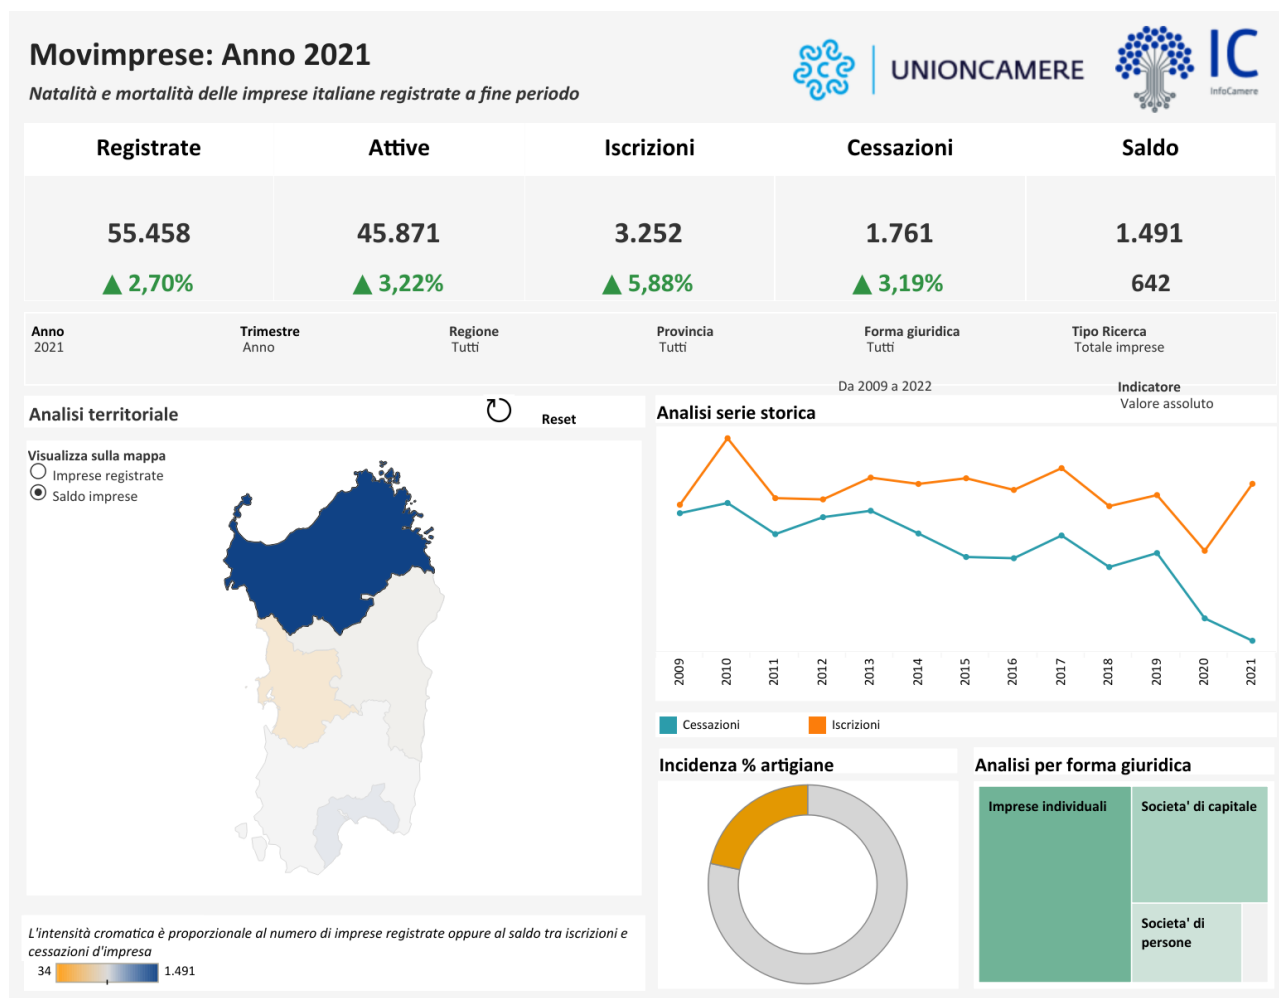 Movimprese: Anno 2021
Natalità e mortalità delle imprese italiane registrate a fine periodo
UNIONCAMERE
IC
InfoCamere
Registrate Attive Iscrizioni Cessazioni Saldo
55.458 45.871 3.252 1.761 1.491
▲ 2,70% ▲ 3,22% ▲ 5,88% ▲ 3,19% 642
Anno Trimestre Regione Provincia Forma giuridica Tipo Ricerca
2021 Anno Tutti Tutti Tutti Totale imprese
Da 2009 a 2022 Indicatore
Valore assoluto
Analisi territoriale Reset
Visualizza sulla mappa
Imprese registrate
Saldo imprese
L'intensità cromatica è proporzionale al numero di imprese registrate oppure al saldo tra iscrizioni e
cessazioni d'impresa
34 1.491
Analisi serie storica
2009 2010 2011 2012 2013 2014 2015 2016 2017 2018 2019 2020 2021
Cessazioni Iscrizioni
Incidenza % artigiane
Analisi per forma giuridica
Imprese individuali
Societa' di capitale
Societa' di
persone